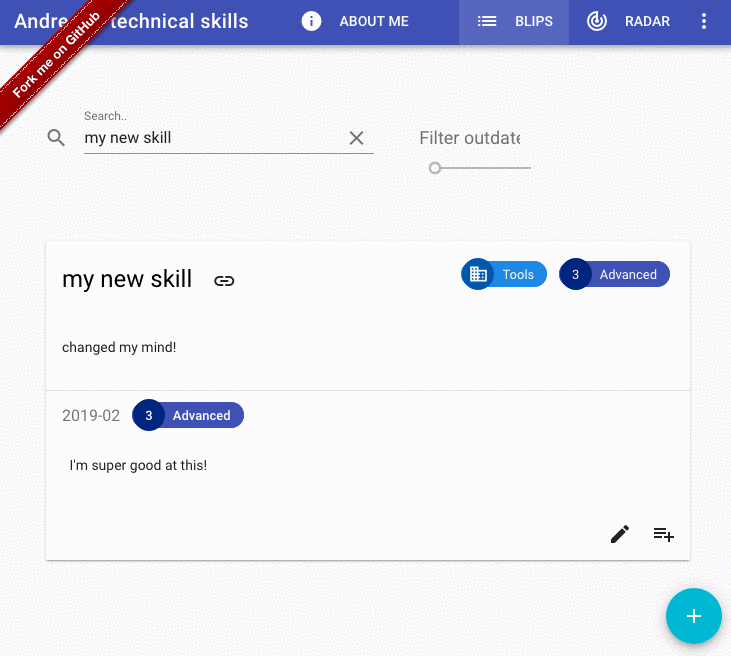 Andre technical skills
ABOUT ME
BLIPS
RADAR
Fork me on GitHub
Search..
my new skill
Filter outdate
my new skill
Tools
3 Advanced
changed my mind!
2019-02 3 Advanced
I'm super good at this!